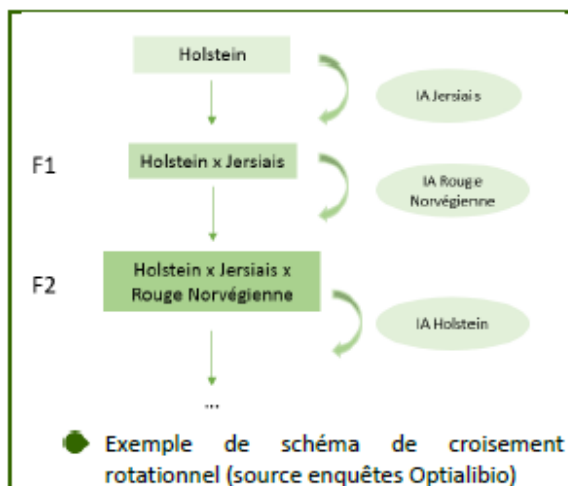 Holstein
IA Jersiais
F1
Holstein x Jersiais
IA Rouge
Norvégienne
F2
Holstein x Jersiais x
Rouge Norvégienne
IA Holstein
...
Exemple de schéma de croisement
rotationnel (source enquêtes Optialibio)